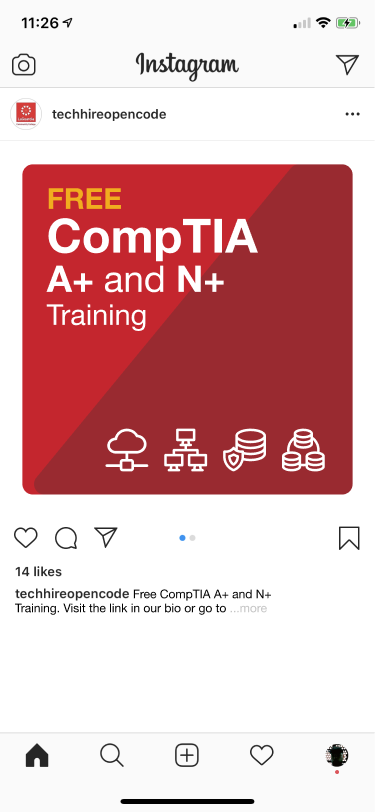 11:26
Instagram
techhireopencode
FREE
CompTIA
A+ and N+
Training
14 likes
techhireopencode Free CompTIA A+ and N+
Training. Visit the link in our bio or go to ...more